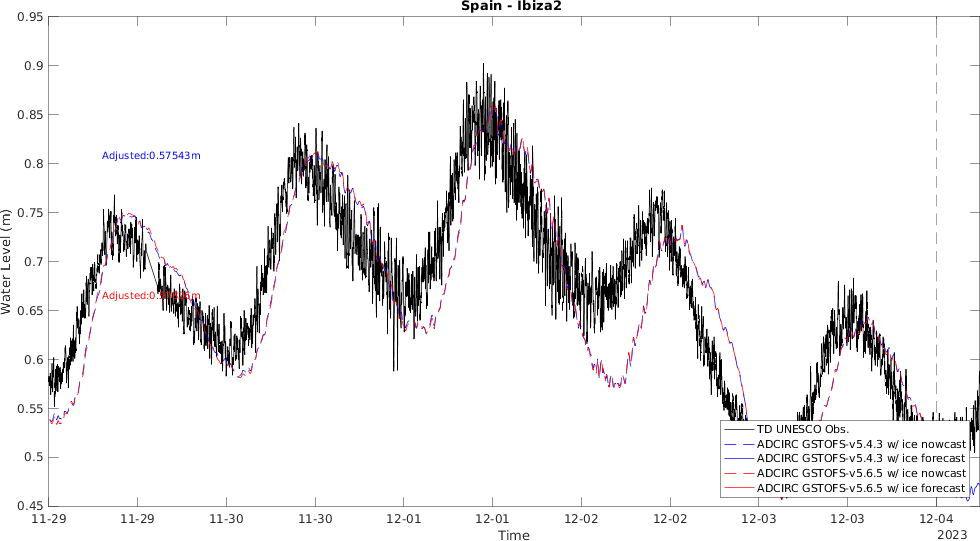 Spain - Ibiza2
0.95
0.9
0.85
0.8
0.75
0.7
0.65
0.6
0.55
0.5
0.45
Water Level (m)
Adjusted:0.57543m
TD UNESCO Obs.
ADCIRC GSTOFS-v5.4.3 w/ ice nowcast
ADCIRC GSTOFS-v5.4.3 w/ ice forecast
ADCIRC GSTOFS-v5.6.5 w/ ice nowcast
ADCIRC GSTOFS-v5.6.5 w/ ice forecast
11-29 11-29 11-30 11-30 12-01 12-01 12-02 12-02 12-03 12-03 12-04
Time
2023